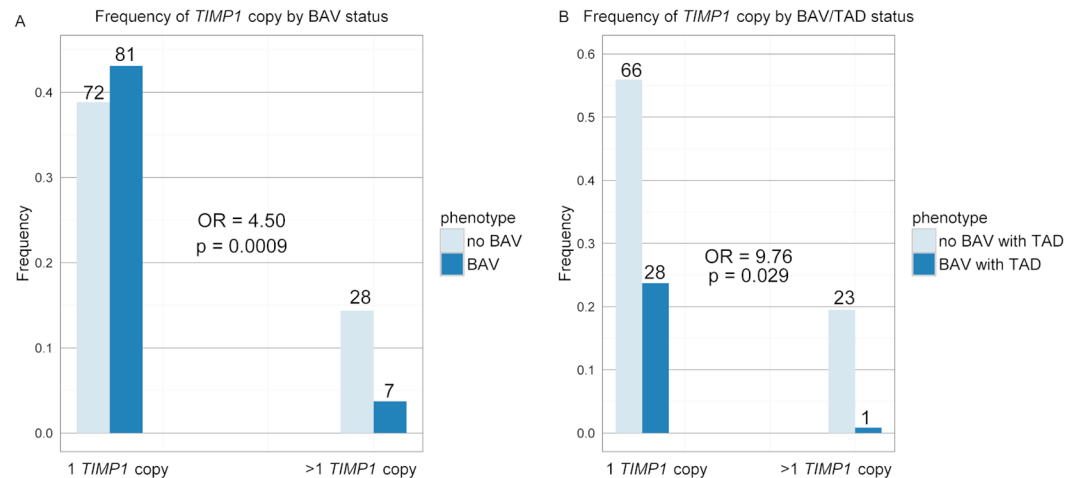 A
Frequency of TIMP1 copy by BAV status
0.4
0.3
0.2
0.1
0.0
Frequency
72
81
28
7
OR = 4.50
p = 0.0009
1 TIMP1 copy
>1 TIMP1 copy
phenotype
no BAV
BAV
B
Frequency of TIMP1 copy by BAV/TAD status
0.6
0.5
0.4
0.3
0.2
0.1
0.0
Frequency
66
28
23
1
OR = 9.76
p = 0.029
1 TIMP1 copy
>1 TIMP1 copy
phenotype
no BAV with TAD
BAV with TAD